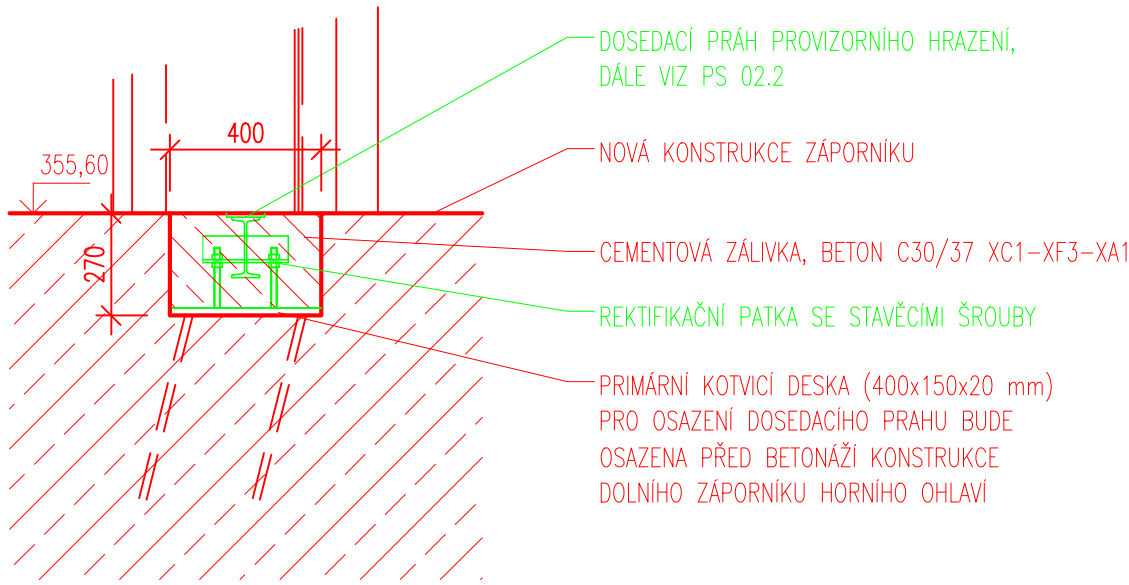 DOSEDACÍ PRÁH PROVIZORNÍHO HRAZENÍ,
DÁLE VIZ PS 02.2
400
NOVÁ KONSTRUKCE ZÁPORNÍKU
355,60
270
CEMENTOVÁ ZÁLIVKA, BETON C30/37 XC1-XF3-XA1
REKTIFIKAČNÍ PATKA SE STAVĚCÍMI ŠROUBY
PRIMÁRNÍ KOTVICÍ DESKA (400x150x20 mm)
PRO OSAZENÍ DOSEDACÍHO PRAHU BUDE
OSAZENA PŘED BETONÁŽÍ KONSTRUKCE
DOLNÍHO ZÁPORNÍKU HORNÍHO OHLAVÍ